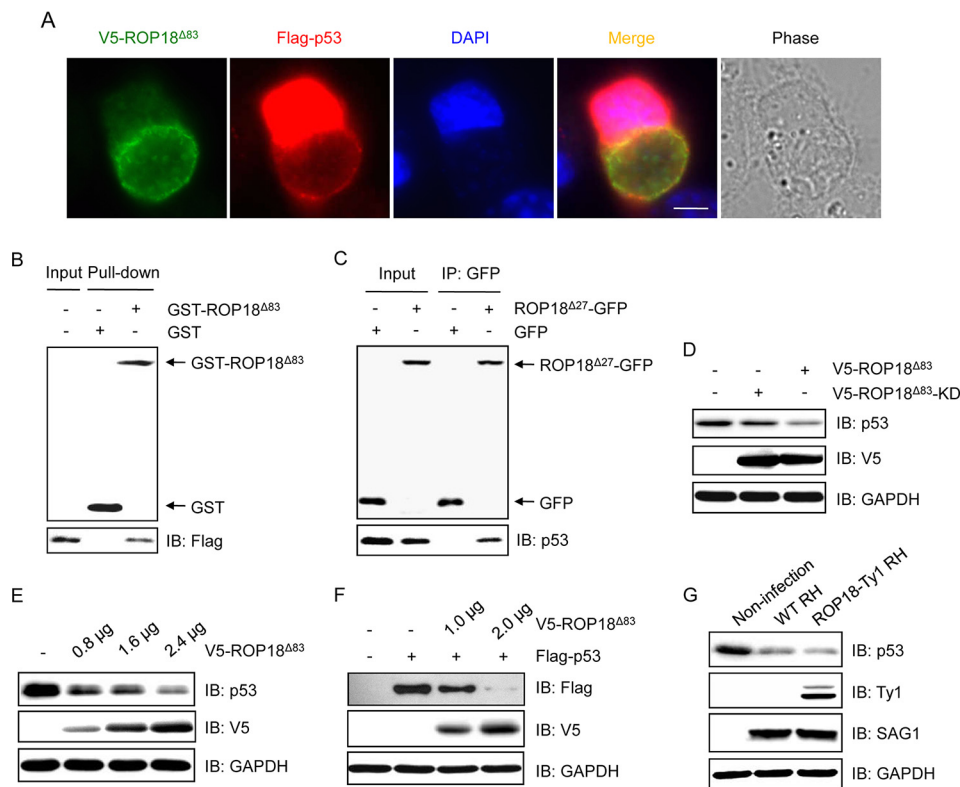 A
V5-ROP18Δ83 Flag-p53 DAPI Merge Phase
B
Input Pull-down
- - + GST-ROP18Δ83
- + - GST
GST-ROP18Δ83
GST
IB: Flag
C
Input IP: GFP
- + - + ROP18Δ27-GFP
+ - + - GFP
ROP18Δ27-GFP
GFP
IB: p53
D
- - + V5-ROP18Δ83
- + - V5-ROP18Δ83-KD
IB: p53
IB: V5
IB: GAPDH
E
- 0.8 µg 1.6 µg 2.4 µg V5-ROP18Δ83
IB: p53
IB: V5
IB: GAPDH
F
- - 1.0 µg 2.0 µg V5-ROP18Δ83
- + + + Flag-p53
IB: Flag
IB: V5
IB: GAPDH
G
Non-infection WT RH ROP18-Ty1 RH
IB: p53
IB: Ty1
IB: SAG1
IB: GAPDH